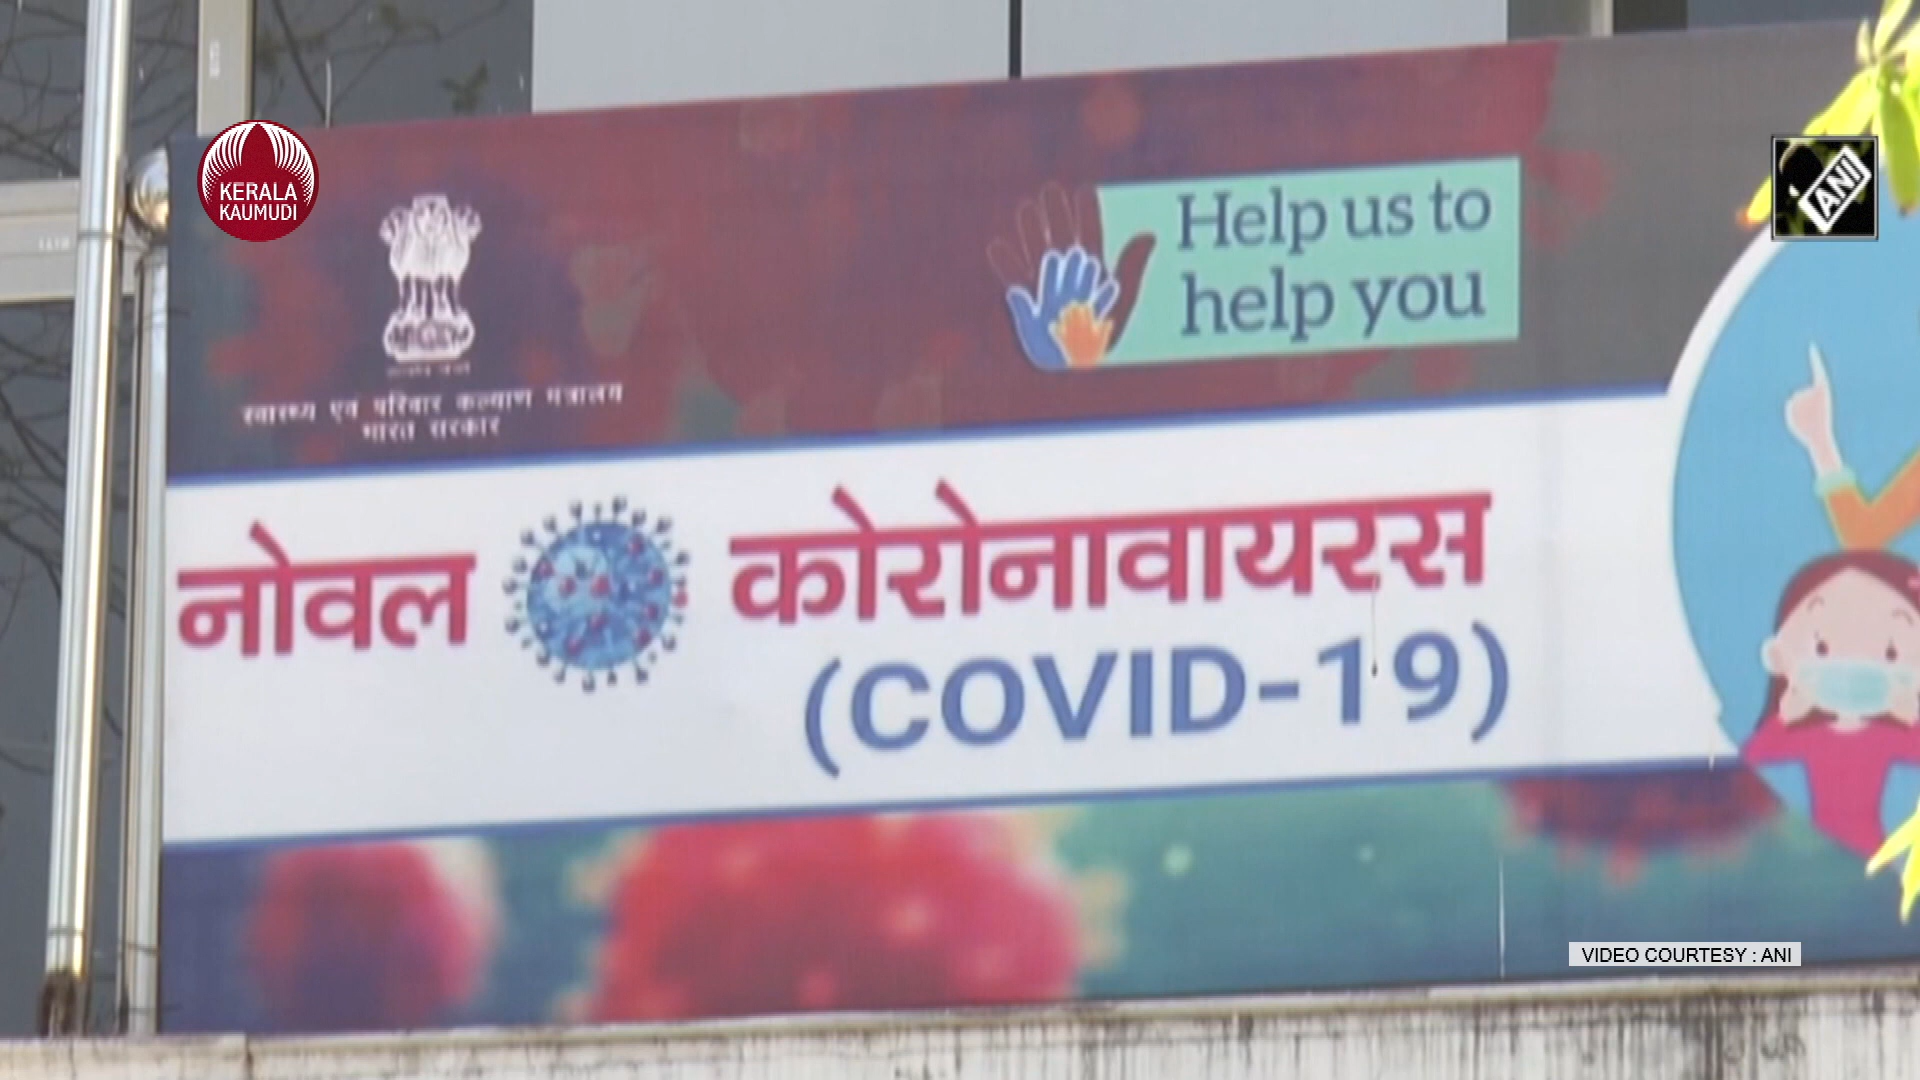 KERALA
KAUMUDI
ANI
Help us to
help you
स्वास्थ्य एवं परिवार कल्याण मंत्रालय
भारत सरकार
नोवल कोरोनावायरस
(COVID-19)
VIDEO COURTESY : ANI